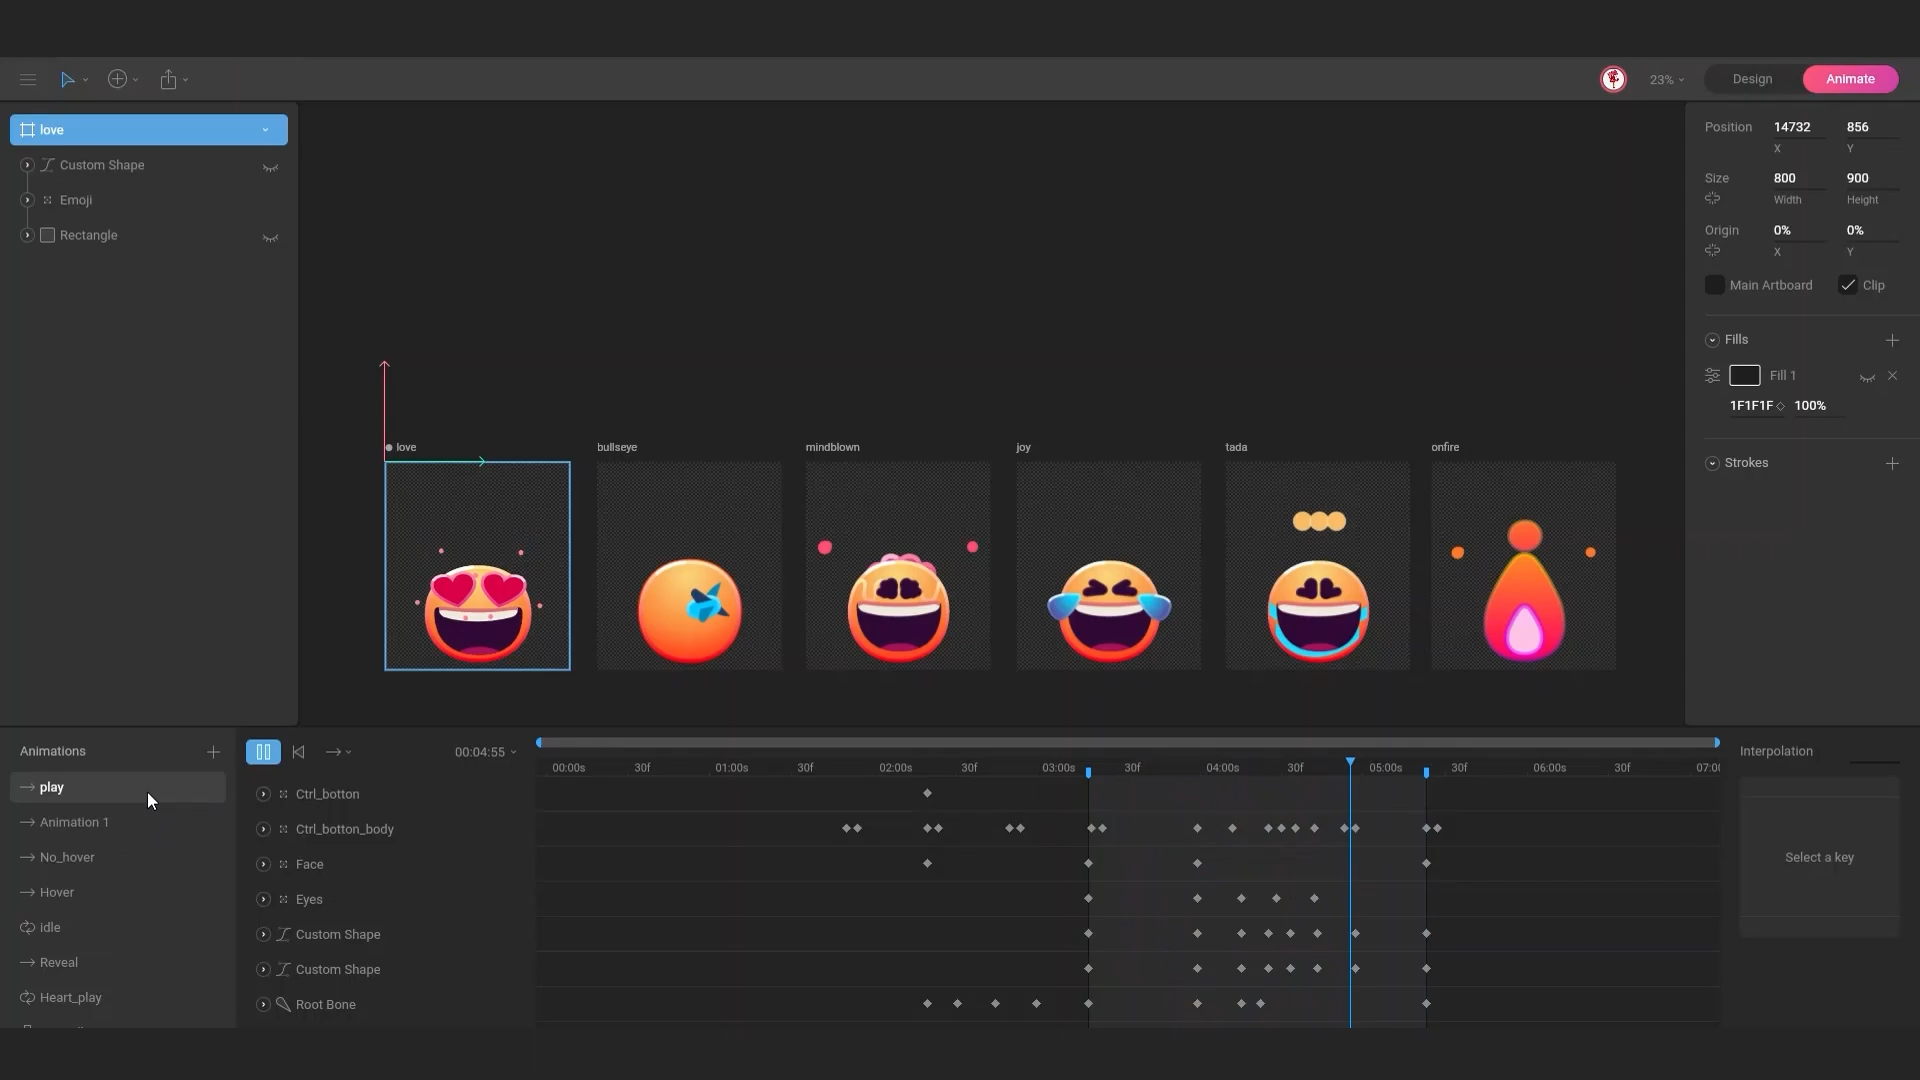 23%
Design
Animate
love
Custom Shape
Emoji
Rectangle
Position 14732 856
X Y
Size 800 900
Width Height
Origin 0% 0%
X Y
Main Artboard Clip
Fills
Fill 1
1F1F1F 100%
Strokes
love
bullseye
mindblown
joy
tada
onfire
Animations
play
Animation 1
No_hover
Hover
idle
Reveal
Heart_play
00:04:55
00:00s 30f 01:00s 30f 02:00s 30f 03:00s 30f 04:00s 30f 05:00s 30f 06:00s 30f
Ctrl_botton
Ctrl_botton_body
Face
Eyes
Custom Shape
Custom Shape
Root Bone
Interpolation
Select a key